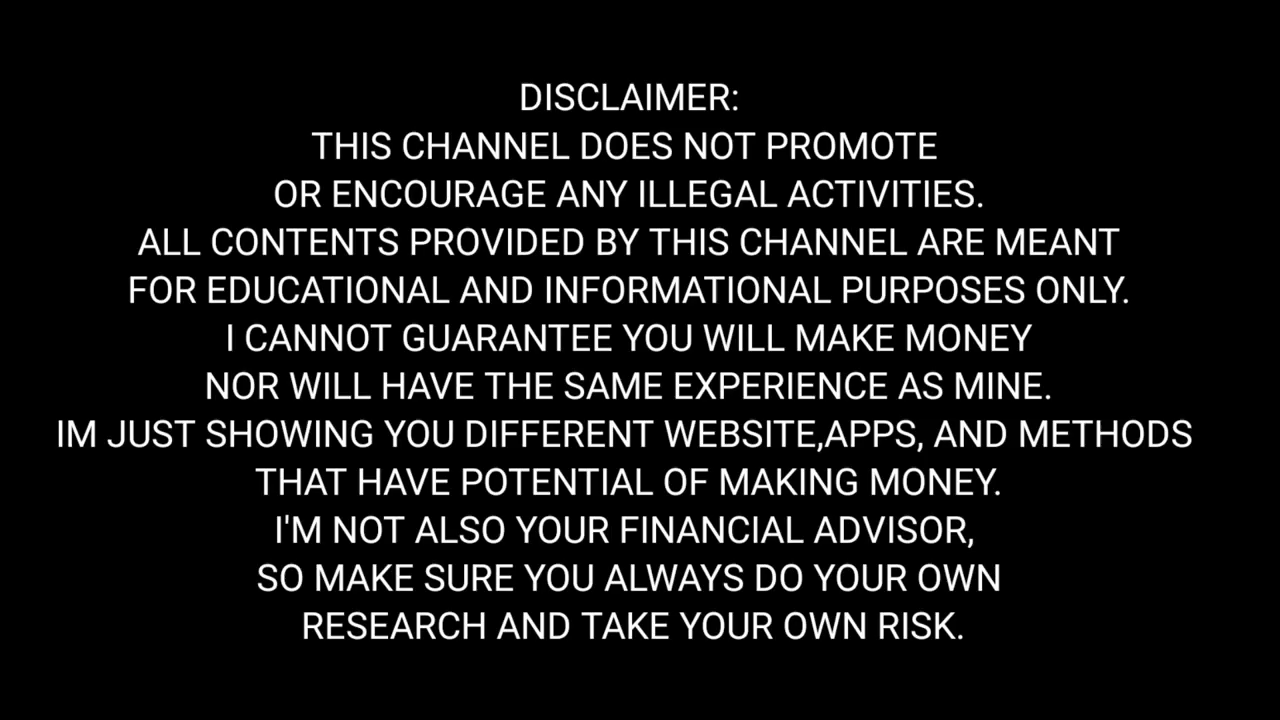 DISCLAIMER:
THIS CHANNEL DOES NOT PROMOTE
OR ENCOURAGE ANY ILLEGAL ACTIVITIES.
ALL CONTENTS PROVIDED BY THIS CHANNEL ARE MEANT
FOR EDUCATIONAL AND INFORMATIONAL PURPOSES ONLY.
I CANNOT GUARANTEE YOU WILL MAKE MONEY
NOR WILL HAVE THE SAME EXPERIENCE AS MINE.
IM JUST SHOWING YOU DIFFERENT WEBSITE,APPS, AND METHODS
THAT HAVE POTENTIAL OF MAKING MONEY.
I'M NOT ALSO YOUR FINANCIAL ADVISOR,
SO MAKE SURE YOU ALWAYS DO YOUR OWN
RESEARCH AND TAKE YOUR OWN RISK.